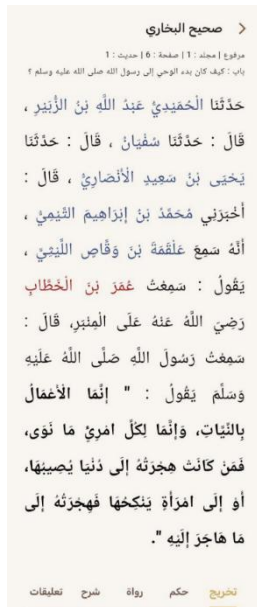 صحيح البخاري
مرفوع | مجلد : 1 | صفحة : 6 | حديث : 1
باب : كيف كان بدء الوحي إلى رسول الله صلى الله عليه وسلم ؟
حَدَّثَنَا الْحُمَيْدِيُّ عَبْدُ اللَّهِ بْنُ الزُّبَيْرِ ،
قَالَ : حَدَّثَنَا سُفْيَانُ ، قَالَ : حَدَّثَنَا
يَحْيَى بْنُ سَعِيدٍ الْأَنْصَارِيُّ ، قَالَ :
أَخْبَرَنِي مُحَمَّدُ بْنُ إِبْرَاهِيمَ التَّيْمِيُّ ،
أَنَّهُ سَمِعَ عَلْقَمَةَ بْنَ وَقَّاصٍ اللَّيْثِيَّ ،
يَقُولُ : سَمِعْتُ عُمَرَ بْنَ الْخَطَّابِ
رَضِيَ اللَّهُ عَنْهُ عَلَى الْمِنْبَرِ، قَالَ :
سَمِعْتُ رَسُولَ اللَّهِ صَلَّى اللَّهُ عَلَيْهِ
وَسَلَّمَ يَقُولُ : " إِنَّمَا الْأَعْمَالُ
بِالنِّيَّاتِ، وَإِنَّمَا لِكُلِّ امْرِئٍ مَا نَوَى،
فَمَنْ كَانَتْ هِجْرَتُهُ إِلَى دُنْيَا يُصِيبُهَا،
أَوْ إِلَى امْرَأَةٍ يَنْكِحُهَا فَهِجْرَتُهُ إِلَى
مَا هَاجَرَ إِلَيْهِ ".
تخريج حكم رواة شرح تعليقات